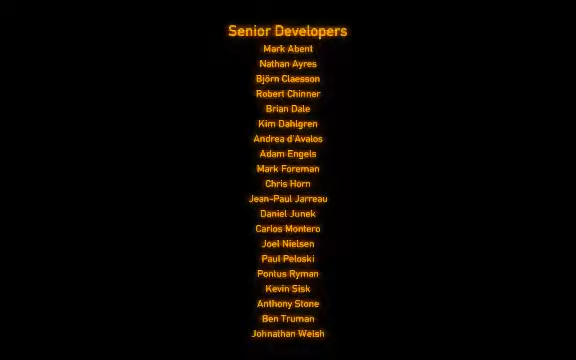 Senior Developers
Mark Abent
Nathan Ayres
Björn Claesson
Robert Chinner
Brian Dale
Kim Dahlgren
Andrea d'Avalos
Adam Engels
Mark Foreman
Chris Horn
Jean-Paul Jarreau
Daniel Junek
Carlos Montero
Joel Nielsen
Paul Peloski
Pontus Ryman
Kevin Sisk
Anthony Stone
Ben Truman
Johnathan Welsh